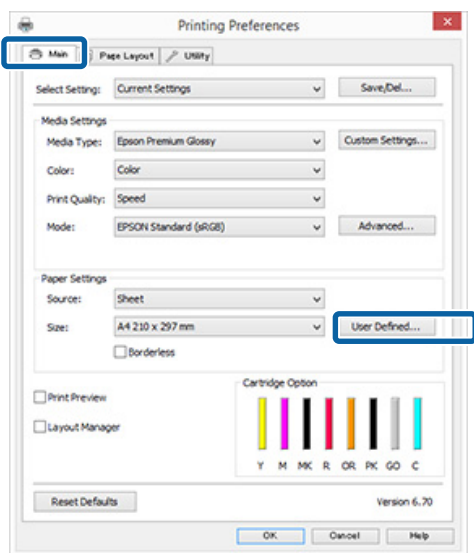 Printing Preferences
Main Page Layout Utility
Select Setting: Current Settings Save/Del...
Media Settings
Media Type: Epson Premium Glossy Custom Settings...
Color: Color
Print Quality: Speed
Mode: EPSON Standard (sRGB) Advanced...
Paper Settings
Source: Sheet
Size: A4 210 x 297 mm User Defined...
Borderless
Cartridge Option
Print Preview
Layout Manager
Y M MK R OR PK GO C
Reset Defaults Version 6.70
OK Cancel Help